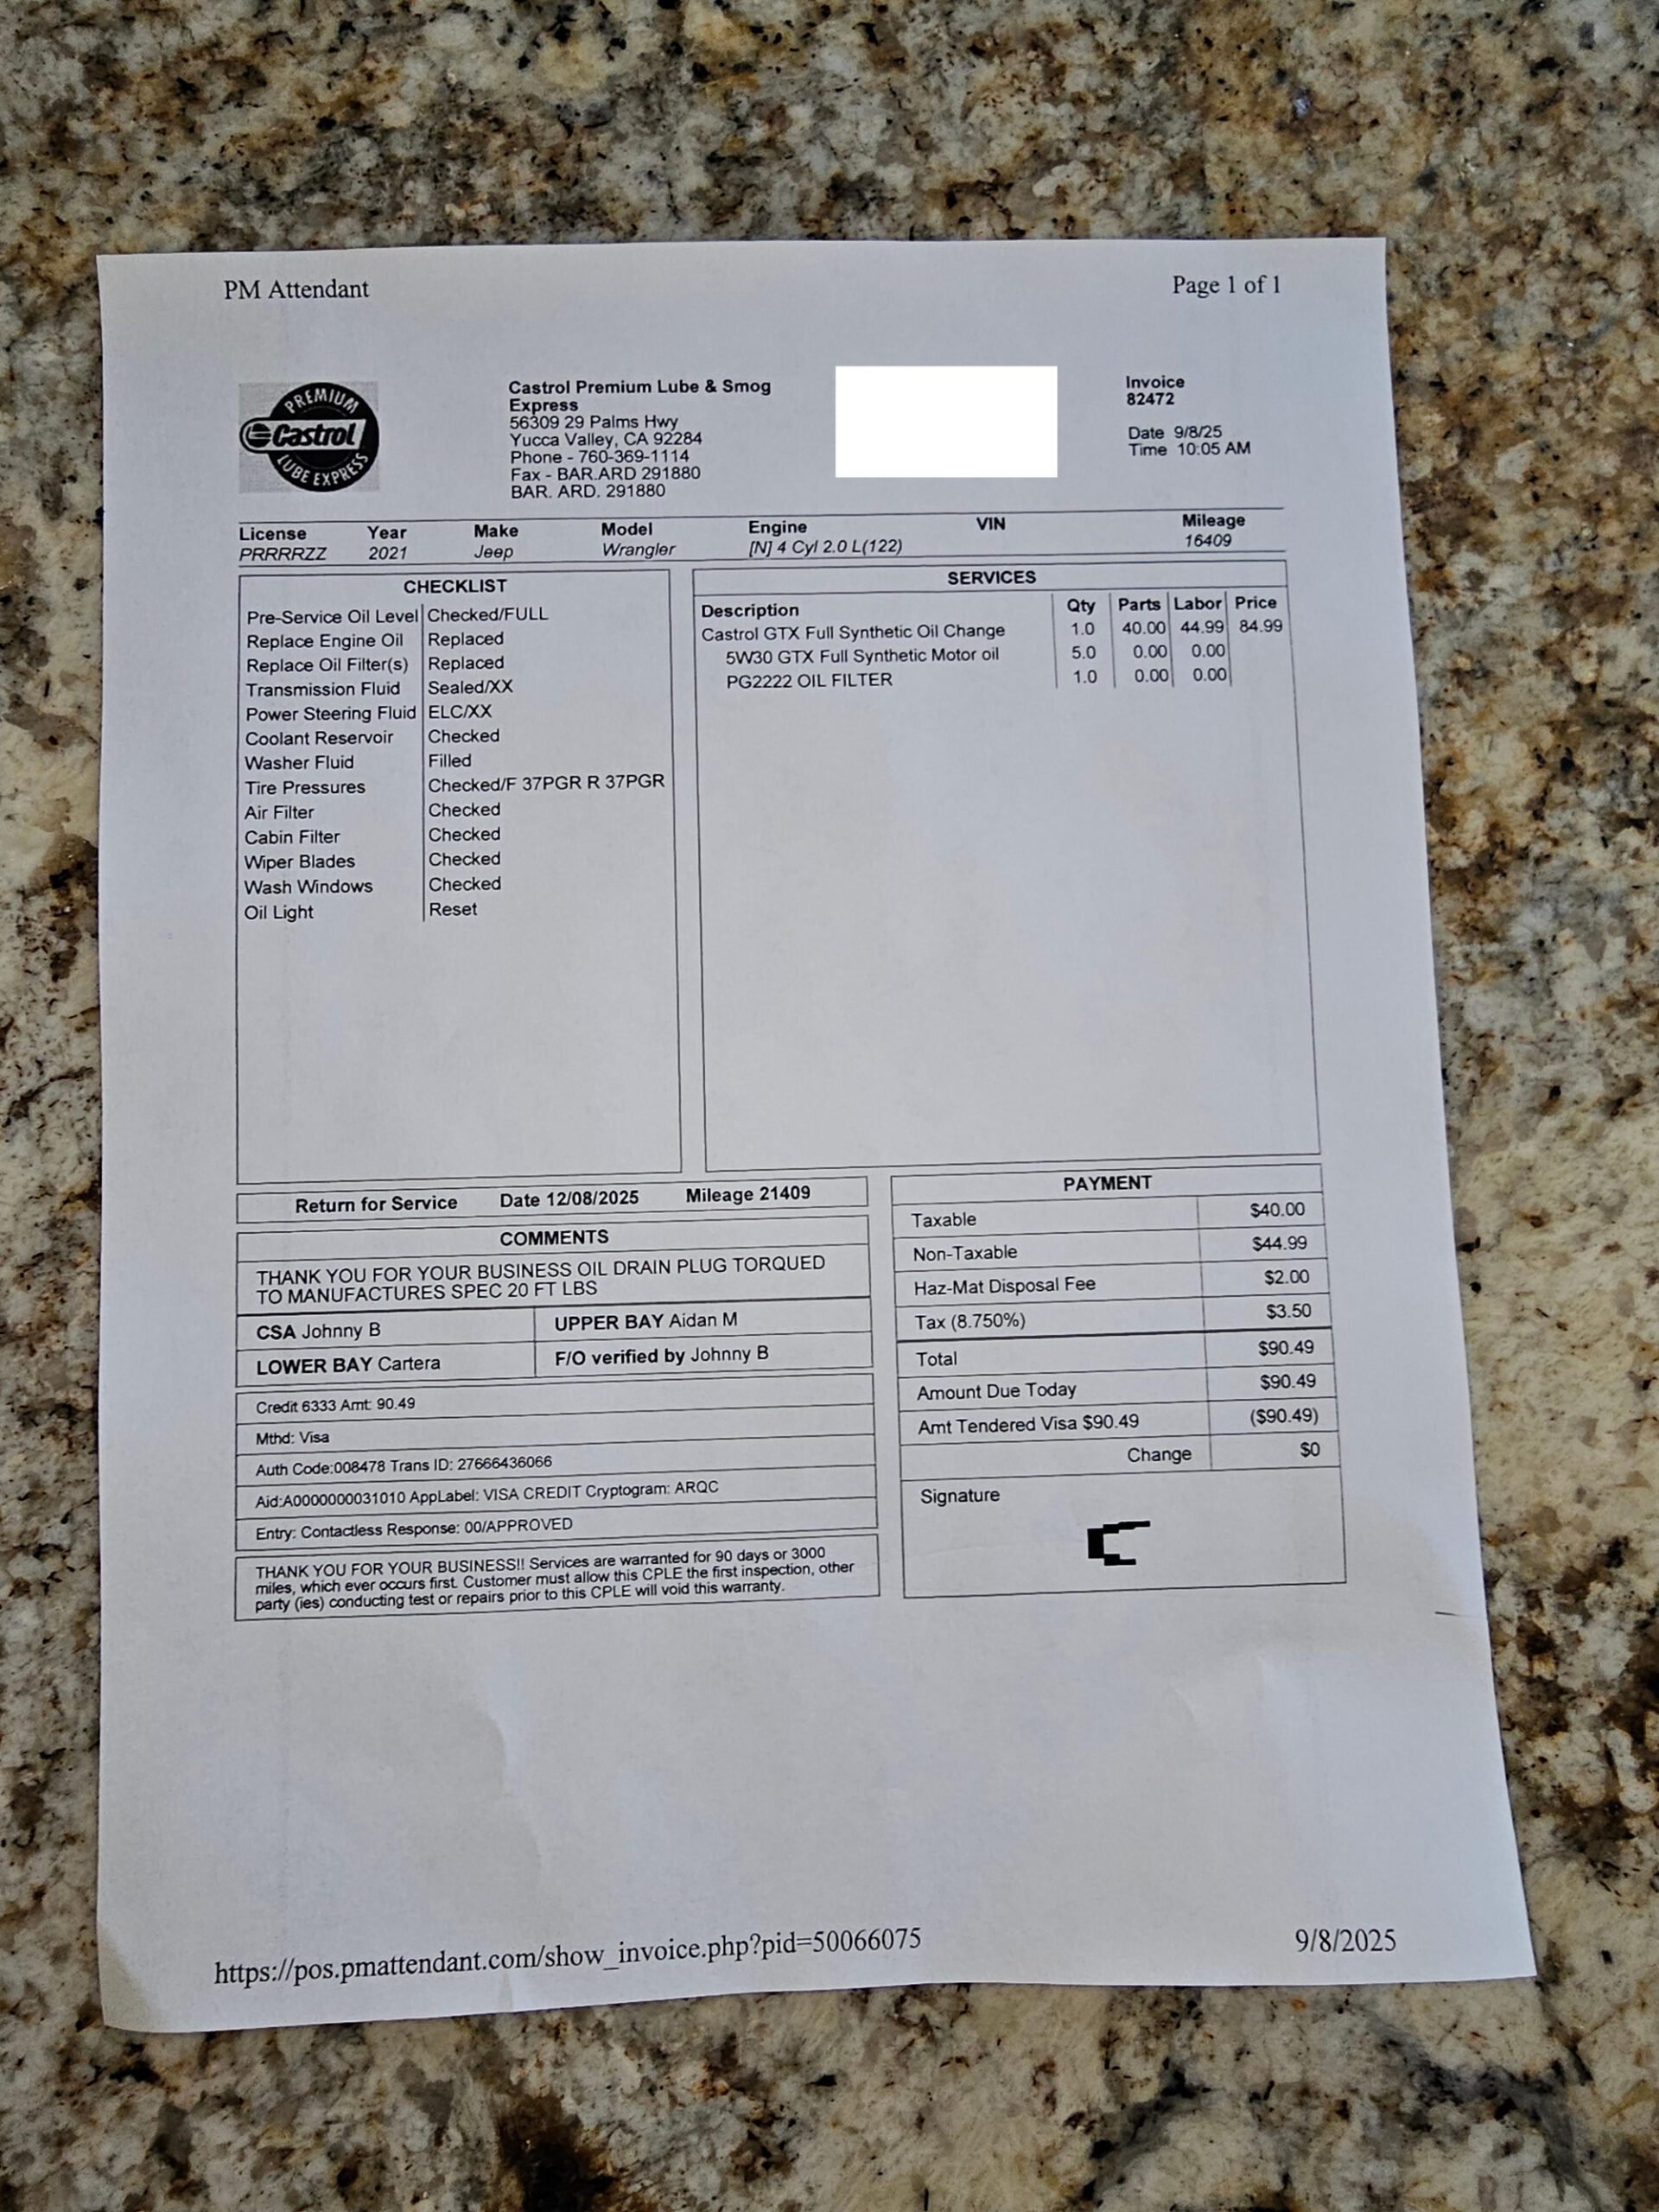 PM Attendant
Page 1 of 1
PREMIUM
Castrol
LUBE EXPRESS
Castrol Premium Lube & Smog
Express
56309 29 Palms Hwy
Yucca Valley, CA 92284
Phone - 760-369-1114
Fax - BAR.ARD 291880
BAR. ARD. 291880
Invoice
82472
Date 9/8/25
Time 10:05 AM
License Year Make Model Engine VIN Mileage
PRRRRZZ 2021 Jeep Wrangler [N] 4 Cyl 2.0 L(122) 16409
CHECKLIST
Pre-Service Oil Level Checked/FULL
Replace Engine Oil Replaced
Replace Oil Filter(s) Replaced
Transmission Fluid Sealed/XX
Power Steering Fluid ELC/XX
Coolant Reservoir Checked
Washer Fluid Filled
Tire Pressures Checked/F 37PGR R 37PGR
Air Filter Checked
Cabin Filter Checked
Wiper Blades Checked
Wash Windows Checked
Oil Light Reset
SERVICES
Description Qty Parts Labor Price
Castrol GTX Full Synthetic Oil Change 1.0 40.00 44.99 84.99
5W30 GTX Full Synthetic Motor oil 5.0 0.00 0.00
PG2222 OIL FILTER 1.0 0.00 0.00
Return for Service Date 12/08/2025 Mileage 21409
COMMENTS
THANK YOU FOR YOUR BUSINESS OIL DRAIN PLUG TORQUED
TO MANUFACTURES SPEC 20 FT LBS
CSA Johnny B UPPER BAY Aidan M
LOWER BAY Cartera F/O verified by Johnny B
Credit 6333 Amt: 90.49
Mthd: Visa
Auth Code:008478 Trans ID: 27666436066
Aid:A0000000031010 AppLabel: VISA CREDIT Cryptogram: ARQC
Entry: Contactless Response: 00/APPROVED
THANK YOU FOR YOUR BUSINESS!! Services are warranted for 90 days or 3000
miles, which ever occurs first. Customer must allow this CPLE the first inspection, other
party (ies) conducting test or repairs prior to this CPLE will void this warranty.
PAYMENT
Taxable $40.00
Non-Taxable $44.99
Haz-Mat Disposal Fee $2.00
Tax (8.750%) $3.50
Total $90.49
Amount Due Today $90.49
Amt Tendered Visa $90.49 ($90.49)
Change $0
Signature
https://pos.pmattendant.com/show_invoice.php?pid=50066075
9/8/2025